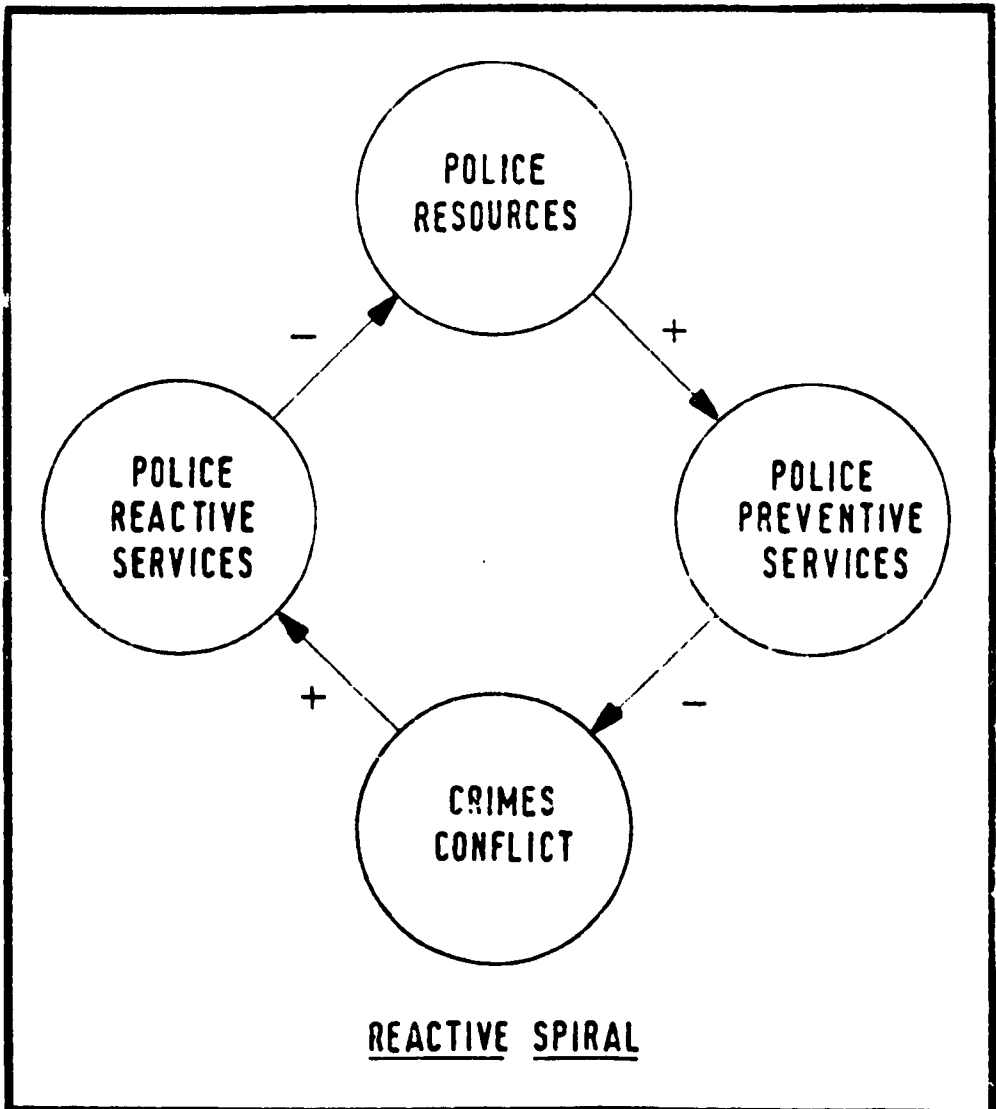 POLICE
RESOURCES
−
+
POLICE
REACTIVE
SERVICES
POLICE
PREVENTIVE
SERVICES
+
−
CRIMES
CONFLICT
REACTIVE SPIRAL